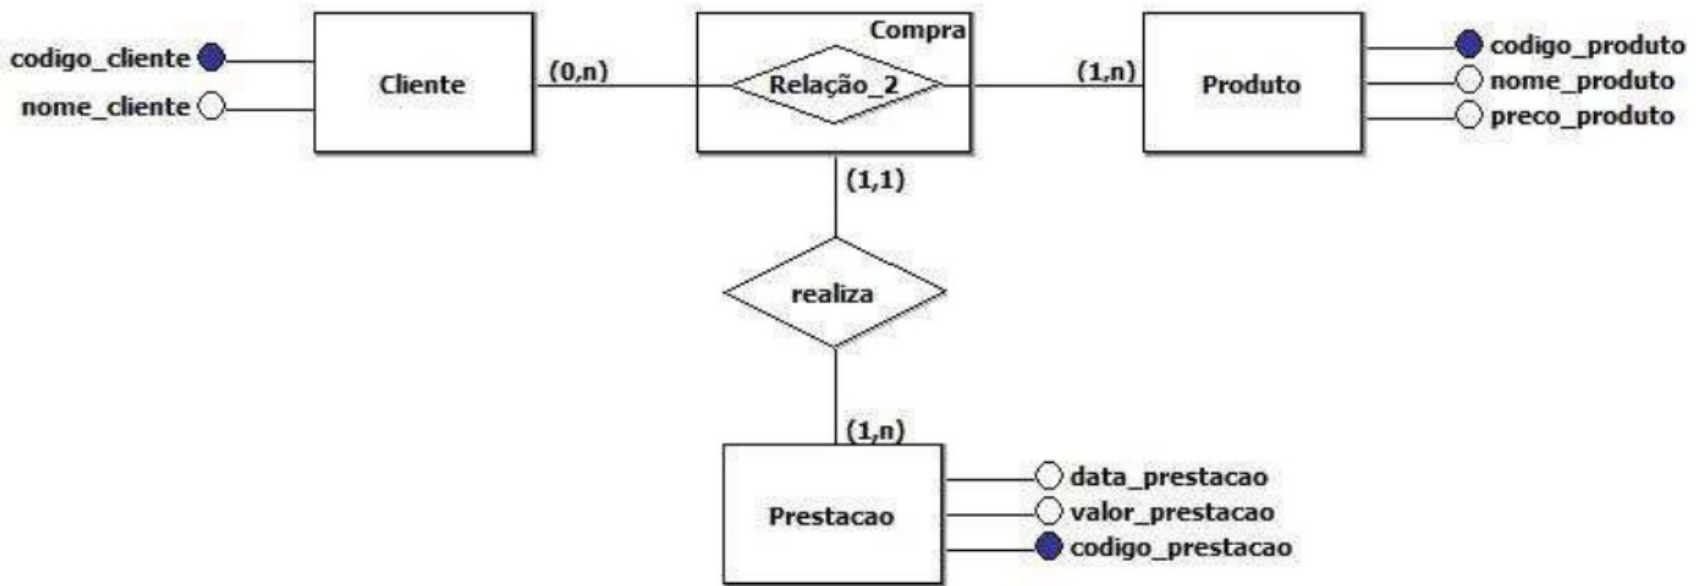 Compra
codigo_cliente
nome_cliente
Cliente
(0,n)
Relação_2
(1,n)
Produto
codigo_produto
nome_produto
preco_produto
(1,1)
realiza
(1,n)
Prestacao
data_prestacao
valor_prestacao
codigo_prestacao